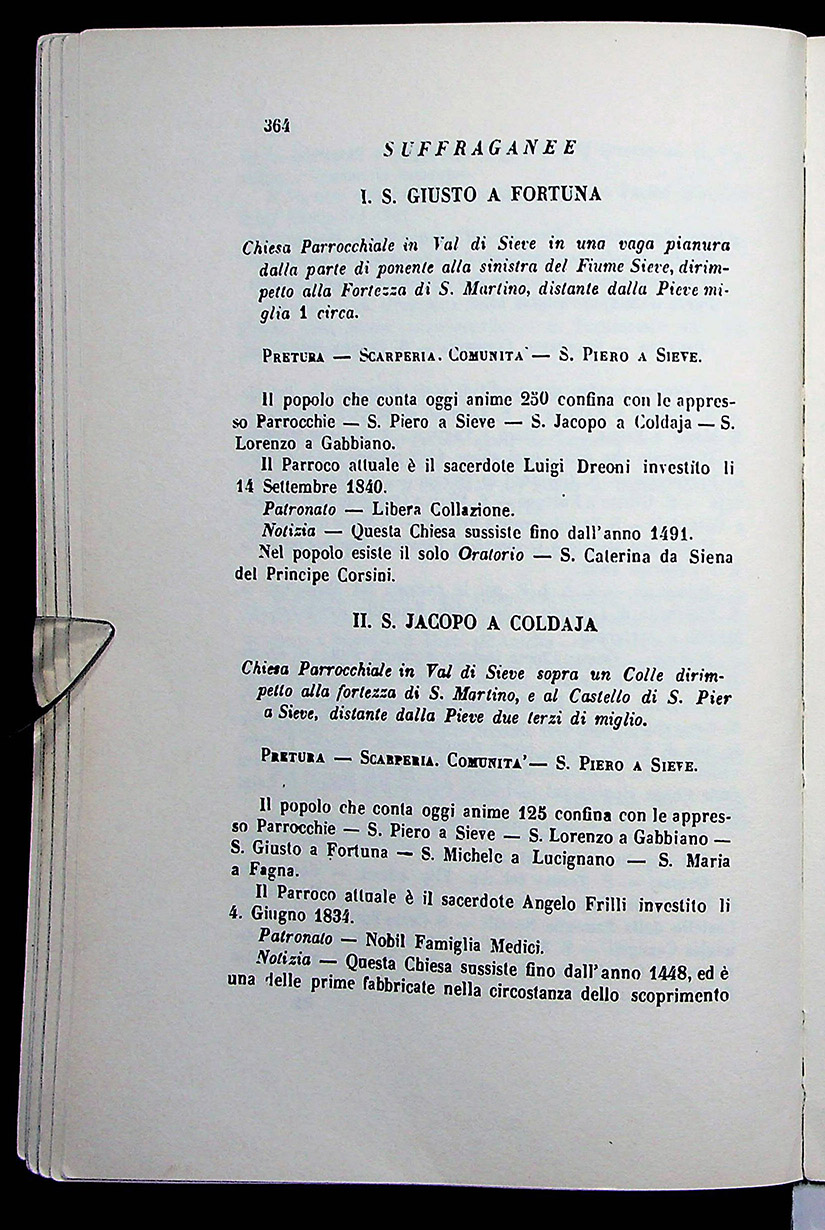 364
SUFFRAGANEE
I. S. GIUSTO A FORTUNA
Chiesa Parrocchiale in Val di Sieve in una vaga pianura
dalla parte di ponente alla sinistra del Fiume Sieve, dirim-
petto alla Fortezza di S. Martino, distante dalla Pieve mi-
glia 1 circa.
PRETURA — SCARPERIA. COMUNITA' — S. PIERO A SIEVE.
Il popolo che conta oggi anime 250 confina con le appres-
so Parrocchie — S. Piero a Sieve — S. Jacopo a Coldaja — S.
Lorenzo a Gabbiano.
Il Parroco attuale è il sacerdote Luigi Dreoni investito li
14 Settembre 1840.
Patronato — Libera Collazione.
Notizia — Questa Chiesa sussiste fino dall'anno 1491.
Nel popolo esiste il solo Oratorio — S. Caterina da Siena
del Principe Corsini.
II. S. JACOPO A COLDAJA
Chiesa Parrocchiale in Val di Sieve sopra un Colle dirim-
petto alla fortezza di S. Martino, e al Castello di S. Pier
a Sieve, distante dalla Pieve due terzi di miglio.
PRETURA — SCARPERIA. COMUNITA' — S. PIERO A SIEVE.
Il popolo che conta oggi anime 125 confina con le appres-
so Parrocchie — S. Piero a Sieve — S. Lorenzo a Gabbiano —
S. Giusto a Fortuna — S. Michele a Lucignano — S. Maria
a Fagna.
Il Parroco attuale è il sacerdote Angelo Frilli investito li
4. Giugno 1834.
Patronato — Nobil Famiglia Medici.
Notizia — Questa Chiesa sussiste fino dall'anno 1448, ed è
una delle prime fabbricate nella circostanza dello scoprimento